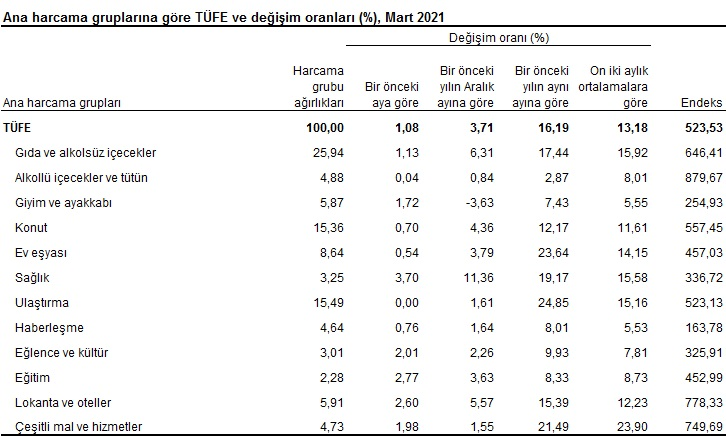 Ana harcama gruplarına göre TÜFE ve değişim oranları (%), Mart 2021
Değişim oranı (%)
Ana harcama grupları Harcama grubu ağırlıkları Bir önceki aya göre Bir önceki yılın Aralık ayına göre Bir önceki yılın aynı ayına göre On iki aylık ortalamalara göre Endeks
TÜFE 100,00 1,08 3,71 16,19 13,18 523,53
Gıda ve alkolsüz içecekler 25,94 1,13 6,31 17,44 15,92 646,41
Alkollü içecekler ve tütün 4,88 0,04 0,84 2,87 8,01 879,67
Giyim ve ayakkabı 5,87 1,72 -3,63 7,43 5,55 254,93
Konut 15,36 0,70 4,36 12,17 11,61 557,45
Ev eşyası 8,64 0,54 3,79 23,64 14,15 457,03
Sağlık 3,25 3,70 11,36 19,17 15,58 336,72
Ulaştırma 15,49 0,00 1,61 24,85 15,16 523,13
Haberleşme 4,64 0,76 1,64 8,01 5,53 163,78
Eğlence ve kültür 3,01 2,01 2,26 9,93 7,81 325,91
Eğitim 2,28 2,77 3,63 8,33 8,73 452,99
Lokanta ve oteller 5,91 2,60 5,57 15,39 12,23 778,33
Çeşitli mal ve hizmetler 4,73 1,98 1,55 21,49 23,90 749,69